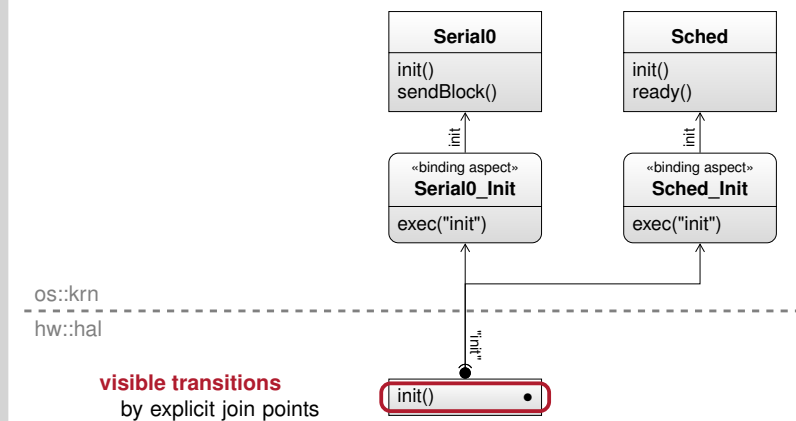 Serial0
init()
sendBlock()
Sched
init()
ready()
init
init
«binding aspect»
Serial0_Init
exec("init")
«binding aspect»
Sched_Init
exec("init")
os::krn
hw::hal
"init"
visible transitions
by explicit join points
init()